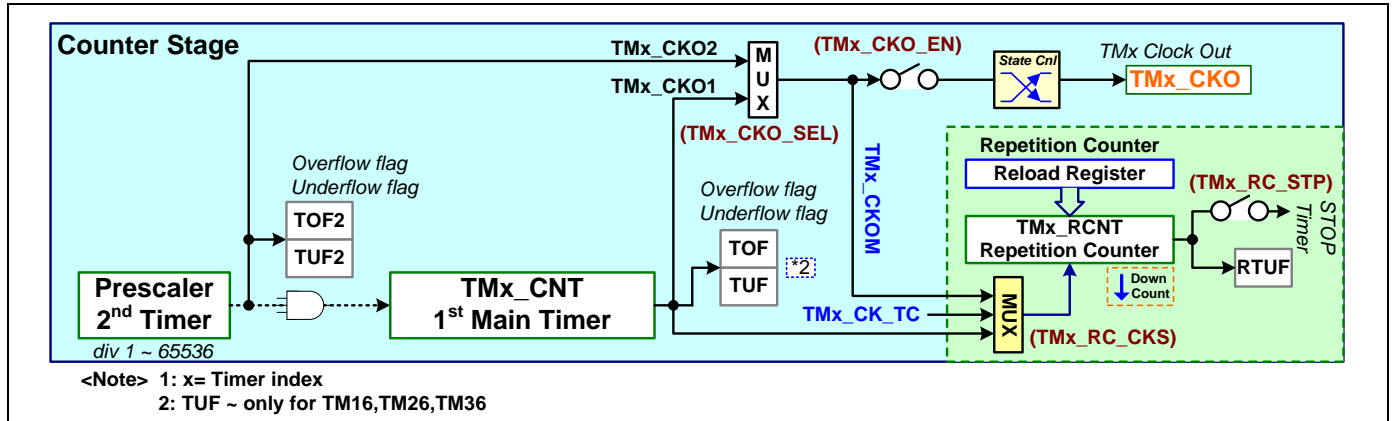 Counter Stage
TMx_CKO2
TMx_CKO1
MUX
(TMx_CKO_SEL)
(TMx_CKO_EN)
State Cnl
TMx Clock Out
TMx_CKO
TMx_CKOM
Repetition Counter
Reload Register
(TMx_RC_STP)
STOP
Timer
TMx_RCNT
Repetition Counter
RTUF
Down
Count
Overflow flag
Underflow flag
TOF2
TUF2
Overflow flag
Underflow flag
TOF
TUF
*2
Prescaler
2nd Timer
div 1 ~ 65536
TMx_CNT
1st Main Timer
TMx_CK_TC
MUX
(TMx_RC_CKS)
<Note> 1: x= Timer index
2: TUF ~ only for TM16,TM26,TM36